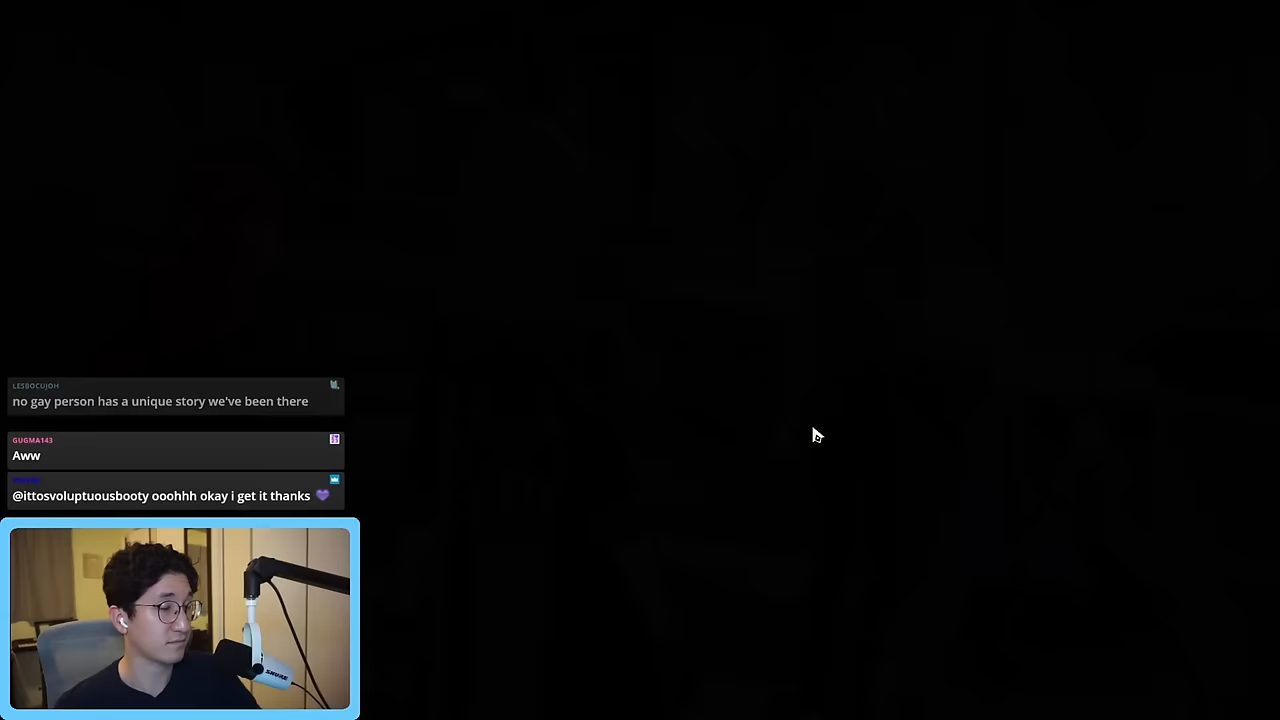 LESBOCUJOH
no gay person has a unique story we've been there
GUGMA143
Aww
@ittosvoluptuousbooty ooohhh okay i get it thanks 💜
SHURE